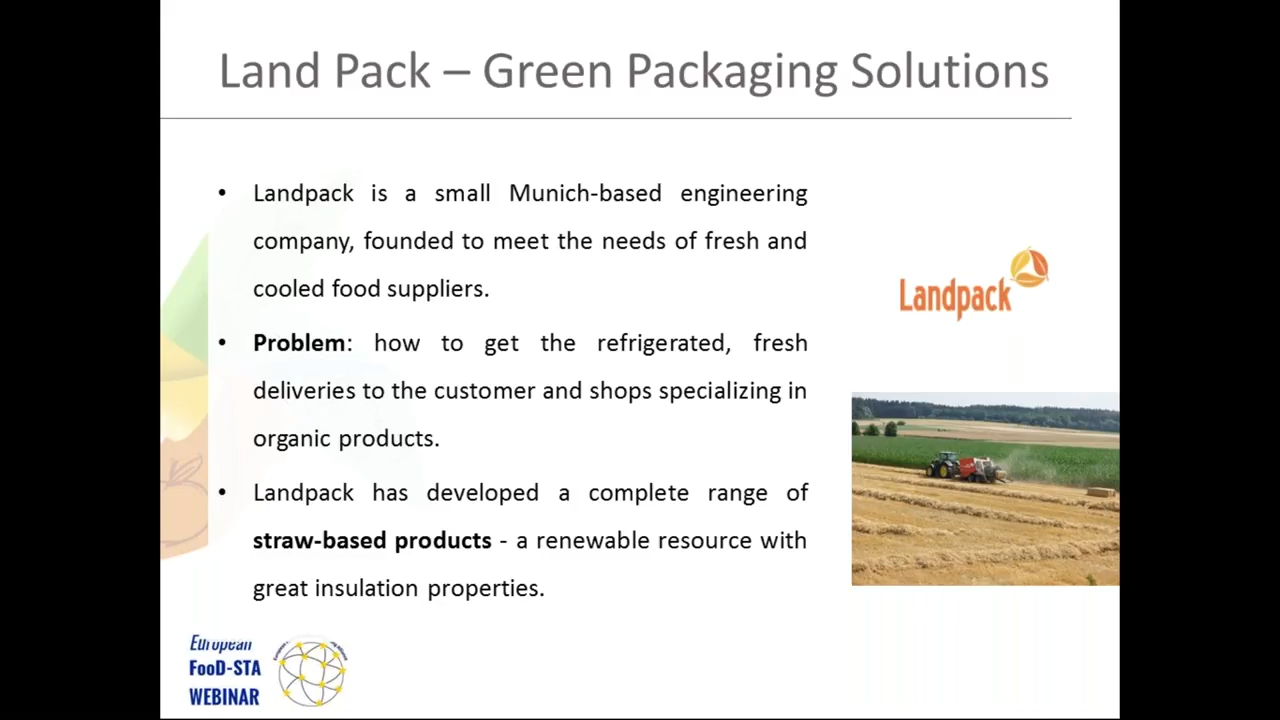 Land Pack – Green Packaging Solutions
• Landpack is a small Munich-based engineering
company, founded to meet the needs of fresh and
cooled food suppliers.
• Problem: how to get the refrigerated, fresh
deliveries to the customer and shops specializing in
organic products.
• Landpack has developed a complete range of
straw-based products - a renewable resource with
great insulation properties.
Landpack
European
FooD-STA
WEBINAR